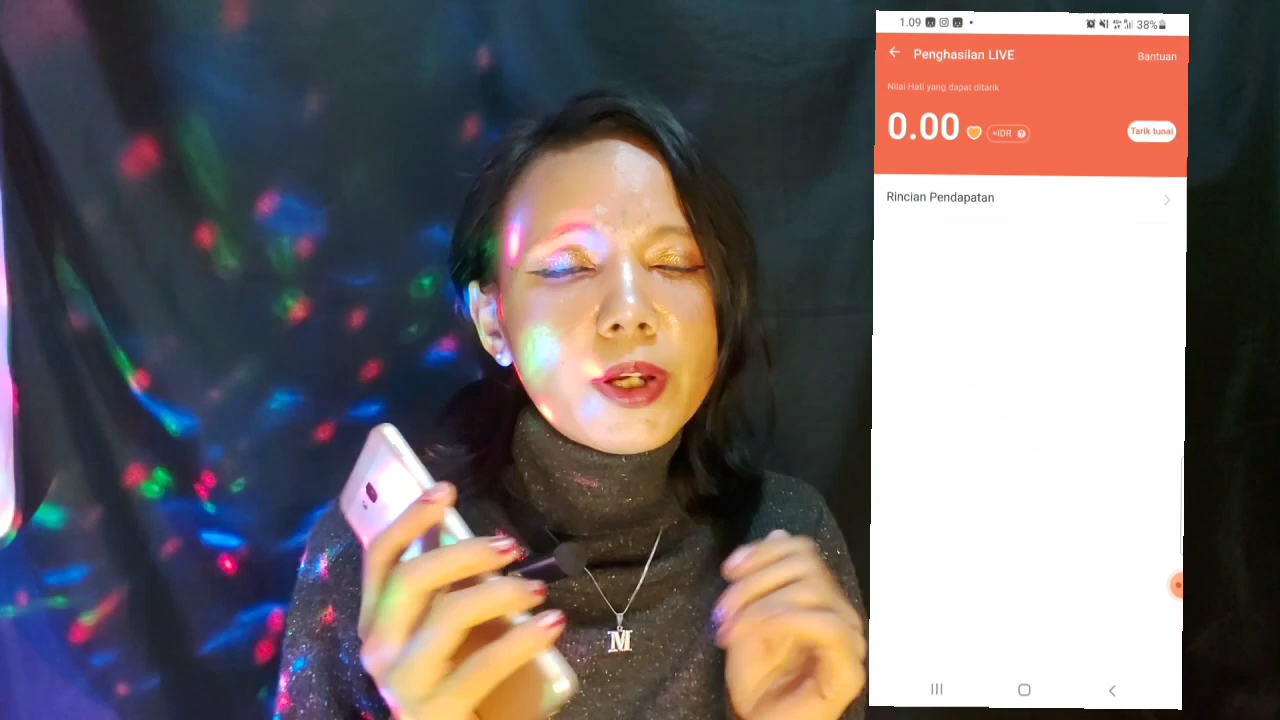 1.09
38%
Penghasilan LIVE
Bantuan
Nilai Hati yang dapat ditarik
0.00
≈IDR
Tarik tunai
Rincian Pendapatan
M